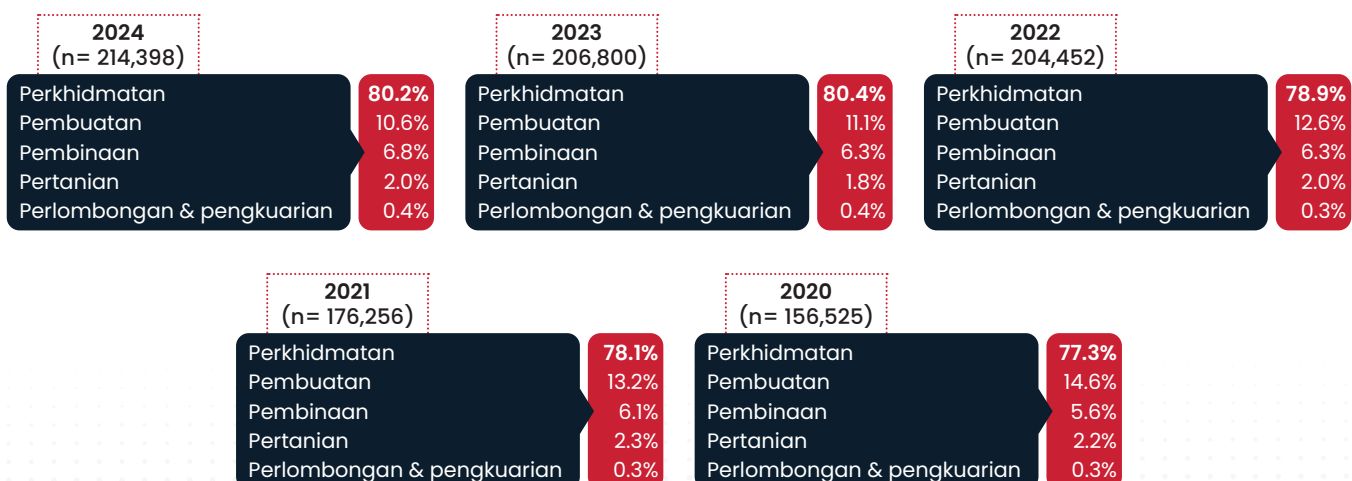 2024
(n= 214,398)
Perkhidmatan 80.2%
Pembuatan 10.6%
Pembinaan 6.8%
Pertanian 2.0%
Perlombongan & pengkuarian 0.4%
2023
(n= 206,800)
Perkhidmatan 80.4%
Pembuatan 11.1%
Pembinaan 6.3%
Pertanian 1.8%
Perlombongan & pengkuarian 0.4%
2022
(n= 204,452)
Perkhidmatan 78.9%
Pembuatan 12.6%
Pembinaan 6.3%
Pertanian 2.0%
Perlombongan & pengkuarian 0.3%
2021
(n= 176,256)
Perkhidmatan 78.1%
Pembuatan 13.2%
Pembinaan 6.1%
Pertanian 2.3%
Perlombongan & pengkuarian 0.3%
2020
(n= 156,525)
Perkhidmatan 77.3%
Pembuatan 14.6%
Pembinaan 5.6%
Pertanian 2.2%
Perlombongan & pengkuarian 0.3%